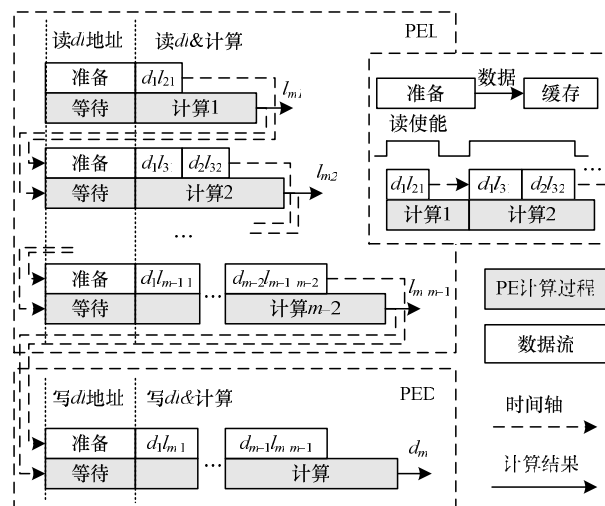 读di地址 读di&计算 PEL
准备 d1l21
等待 计算1 lm1
准备 d1l31 d2l32
等待 计算2 lm2
...
准备 d1lm-1 1 ... dm-2lm-1 m-2
等待 计算m-2 lm m-1
写di地址 写di&计算 PED
准备 d1lm 1 ... dm-1lm m-1 dm
等待 计算
准备 数据 缓存
读使能
...
d1l21 d1l31 d2l32
计算1 计算2
PE计算过程
数据流
时间轴
计算结果